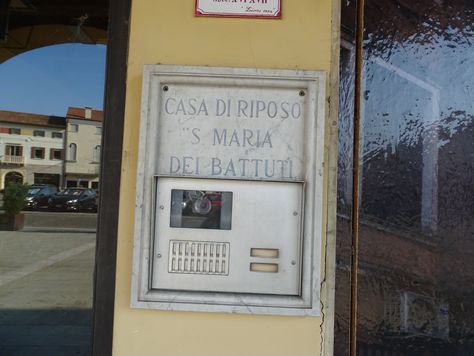 CASA DI RIPOSO
"S. MARIA
DEI BATTUTI